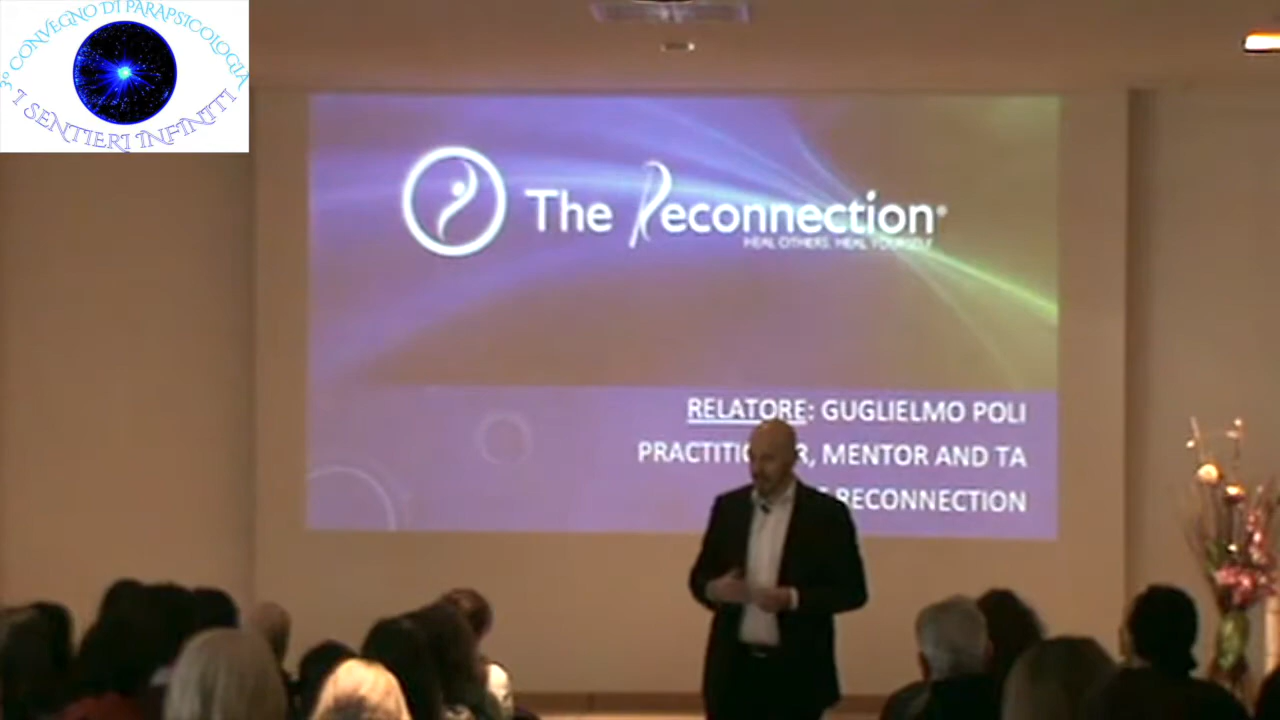 3° CONVEGNO DI PARAPSICOLOGIA
I SENTIERI INFINITI
The Reconnection®
HEAL OTHERS, HEAL YOURSELF
RELATORE: GUGLIELMO POLI
MENTOR AND TA
RECONNECTION